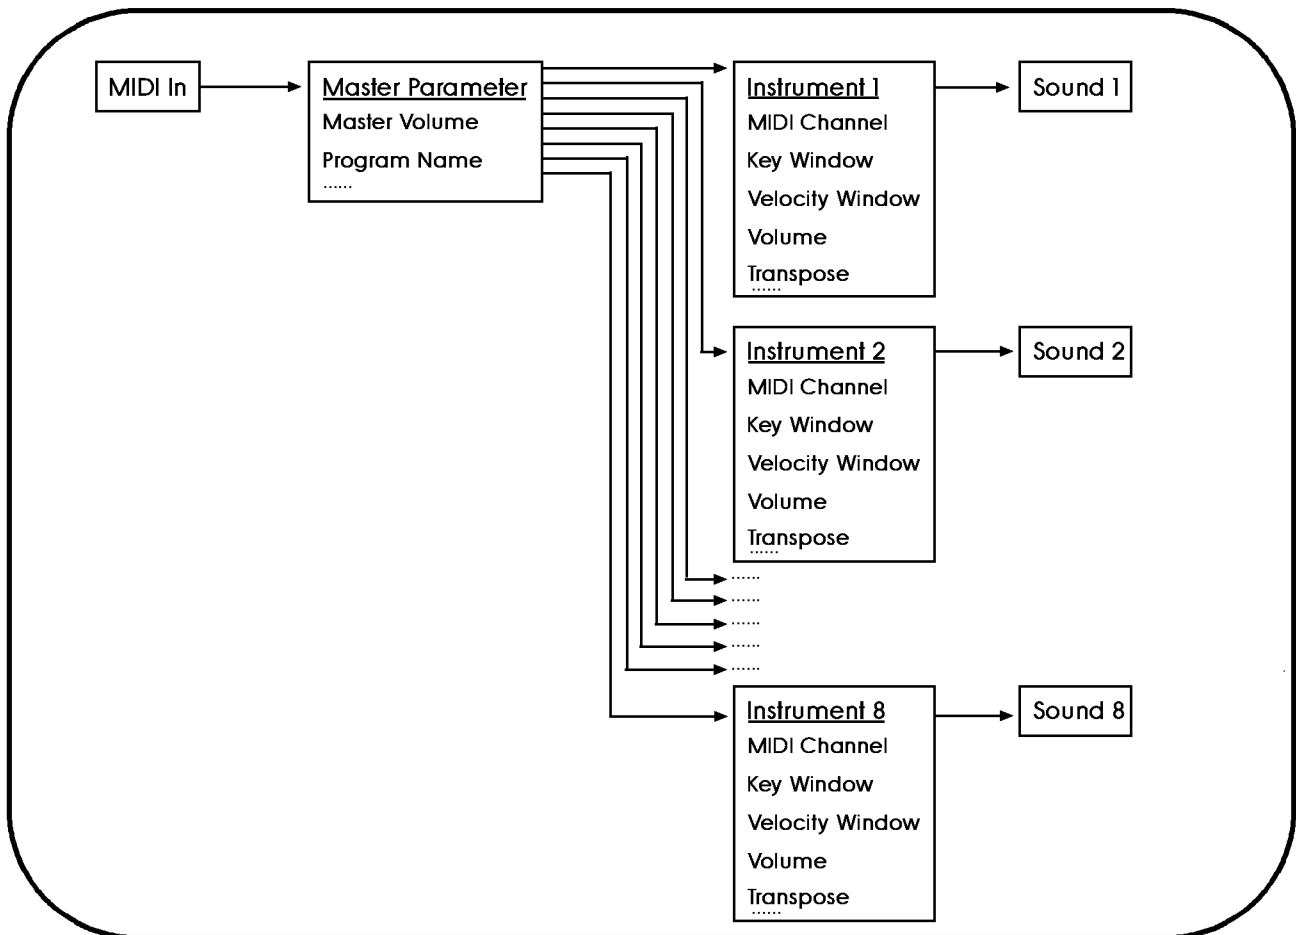 MIDI In
Master Parameter
Master Volume
Program Name
......
Instrument 1
MIDI Channel
Key Window
Velocity Window
Volume
Transpose
......
Sound 1
Instrument 2
MIDI Channel
Key Window
Velocity Window
Volume
Transpose
......
Sound 2
......
......
......
......
......
Instrument 8
MIDI Channel
Key Window
Velocity Window
Volume
Transpose
......
Sound 8